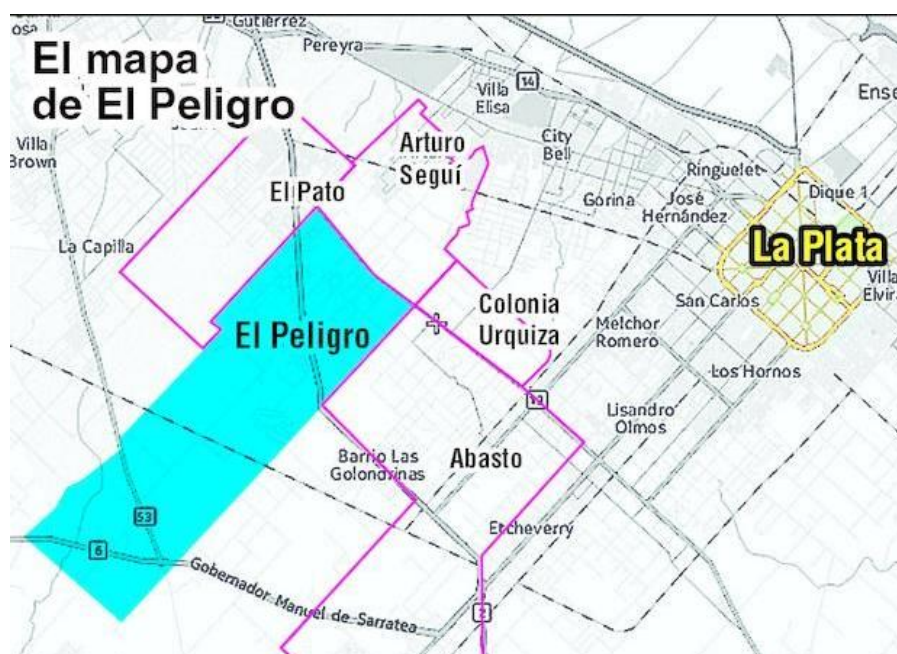 El mapa
de El Peligro
Gutiérrez
Pereyra
14
Villa
Elisa
City
Bell
Villa
Brown
Arturo
Seguí
El Pato
Ringuelet
Dique 1
José
Hernández
Gorina
La Capilla
La Plata
Villa
Elvira
San Carlos
Colonia
Urquiza
El Peligro
Melchor
Romero
Los Hornos
Lisandro
Olmos
Barrio Las
Golondrinas
Abasto
53
6
Etcheverry
Gobernador Manuel de Sarratea
2